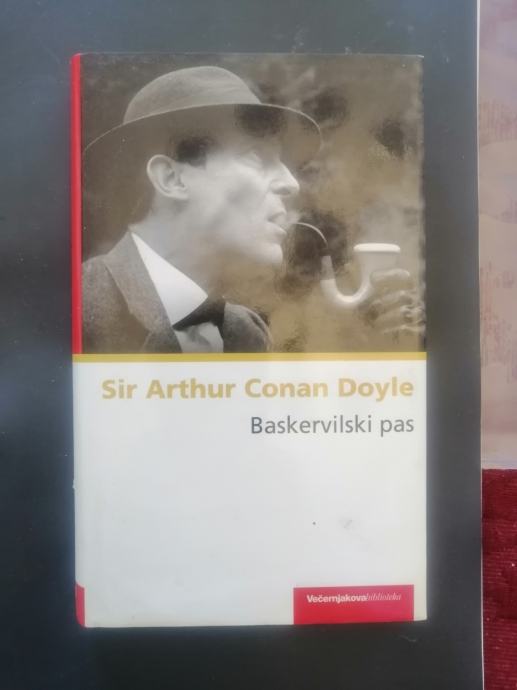 Sir Arthur Conan Doyle
Baskervilski pas
Večernjakovabiblioteka